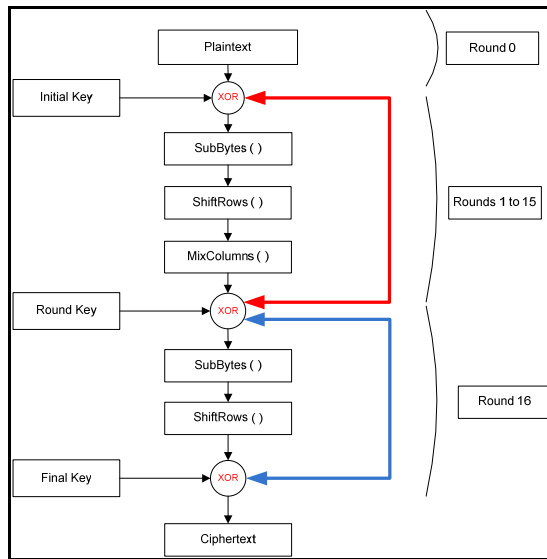 Plaintext
Round 0
Initial Key
XOR
SubBytes ( )
ShiftRows ( )
Rounds 1 to 15
MixColumns ( )
Round Key
XOR
SubBytes ( )
ShiftRows ( )
Round 16
Final Key
XOR
Ciphertext